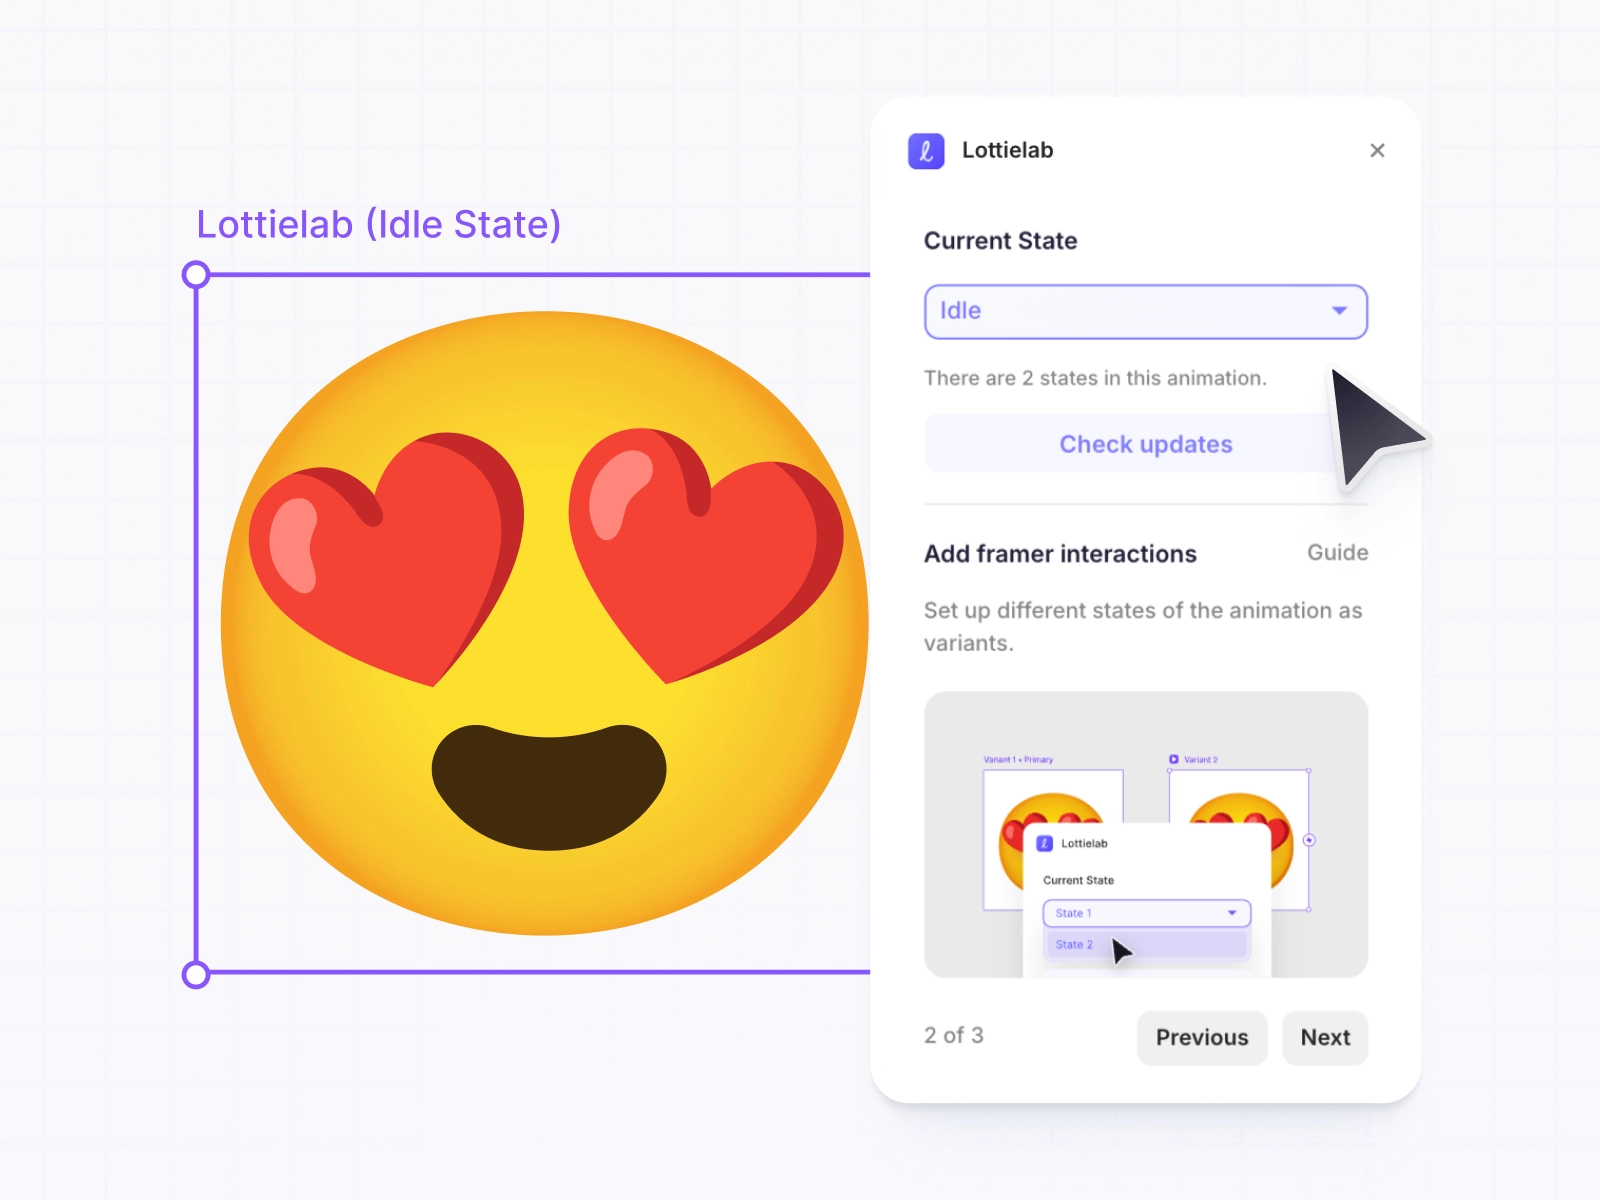 Lottielab (Idle State)
Lottielab
Current State
Idle
There are 2 states in this animation.
Check updates
Add framer interactions
Guide
Set up different states of the animation as
variants.
Variant 1 • Primary
Variant 2
Lottielab
Current State
State 1
State 2
2 of 3
Previous
Next